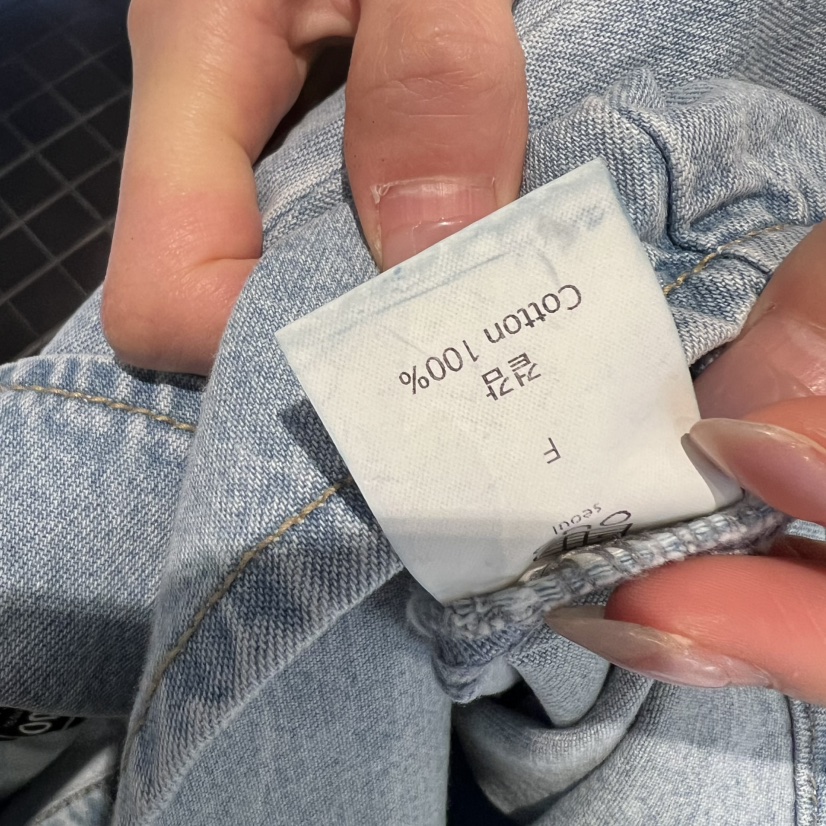 seoul
F
겉감
Cotton 100%